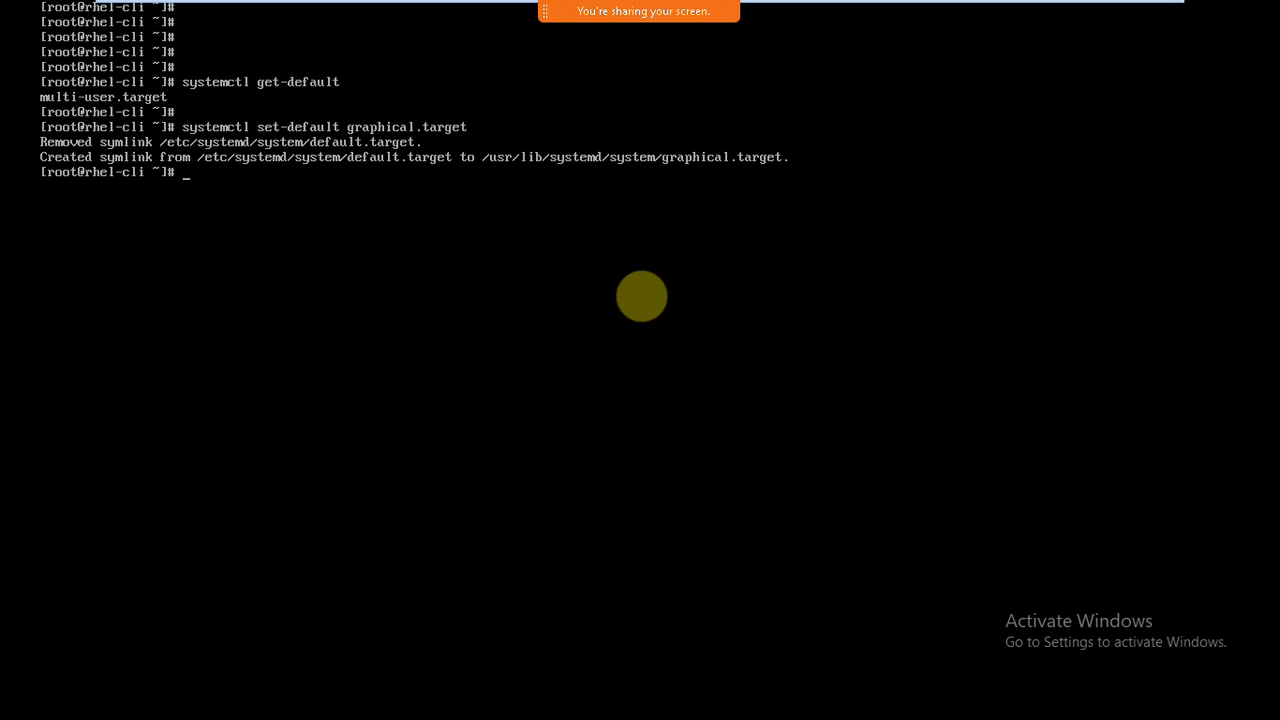 [root@rhel-cli ~]#
You're sharing your screen.
[root@rhel-cli ~]#
[root@rhel-cli ~]#
[root@rhel-cli ~]#
[root@rhel-cli ~]#
[root@rhel-cli ~]# systemctl get-default
multi-user.target
[root@rhel-cli ~]#
[root@rhel-cli ~]# systemctl set-default graphical.target
Removed symlink /etc/systemd/system/default.target.
Created symlink from /etc/systemd/system/default.target to /usr/lib/systemd/system/graphical.target.
[root@rhel-cli ~]# _
Activate Windows
Go to Settings to activate Windows.